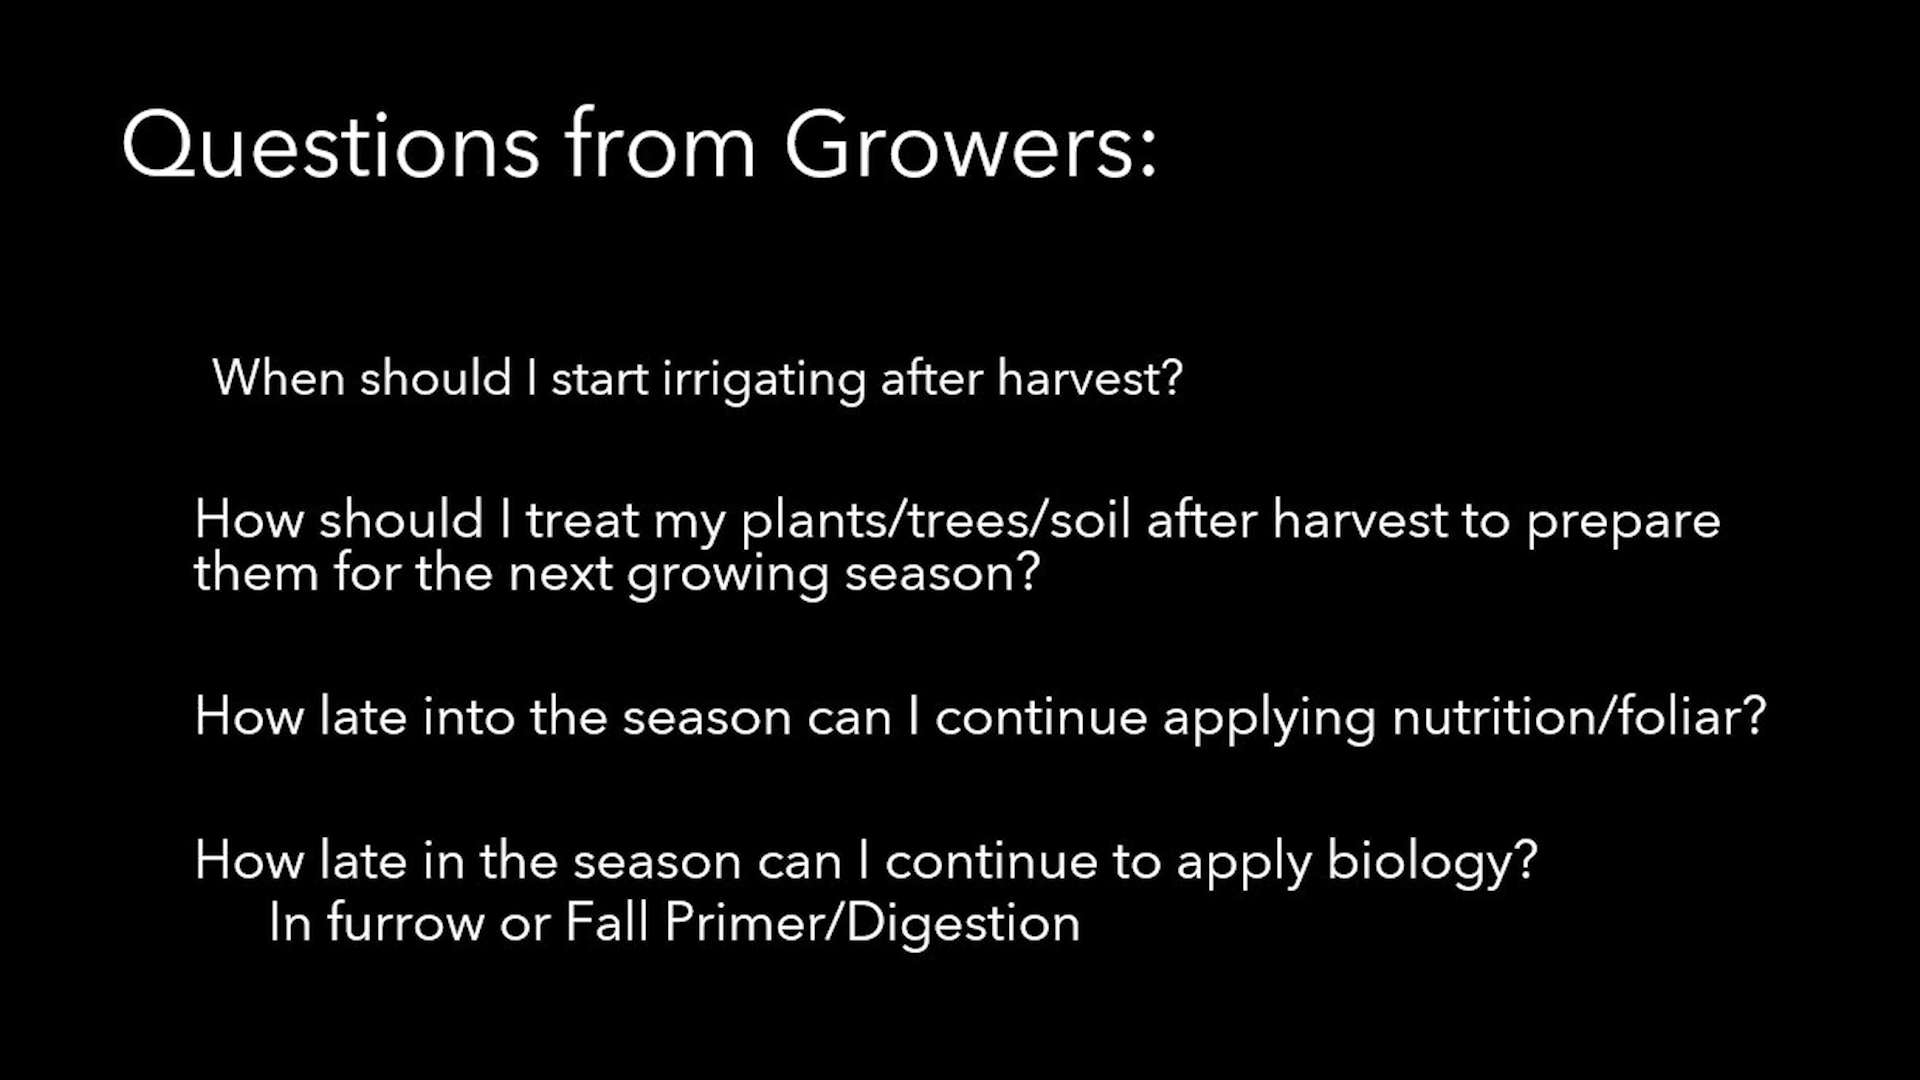 Questions from Growers:
When should I start irrigating after harvest?
How should I treat my plants/trees/soil after harvest to prepare
them for the next growing season?
How late into the season can I continue applying nutrition/foliar?
How late in the season can I continue to apply biology?
In furrow or Fall Primer/Digestion